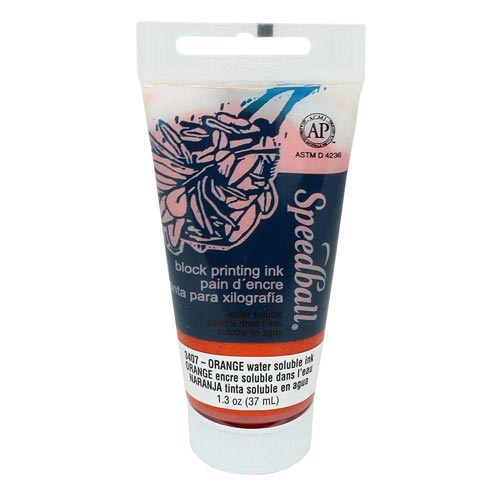 ACMI
AP
ASTM D 4236
Speedball®
block printing ink
pain d'encre
tinta para xilografía
water soluble
soluble dans l'eau
soluble en agua
3407 – ORANGE water soluble ink
ORANGE encre soluble dans l'eau
NARANJA tinta soluble en agua
1.3 oz (37 mL)